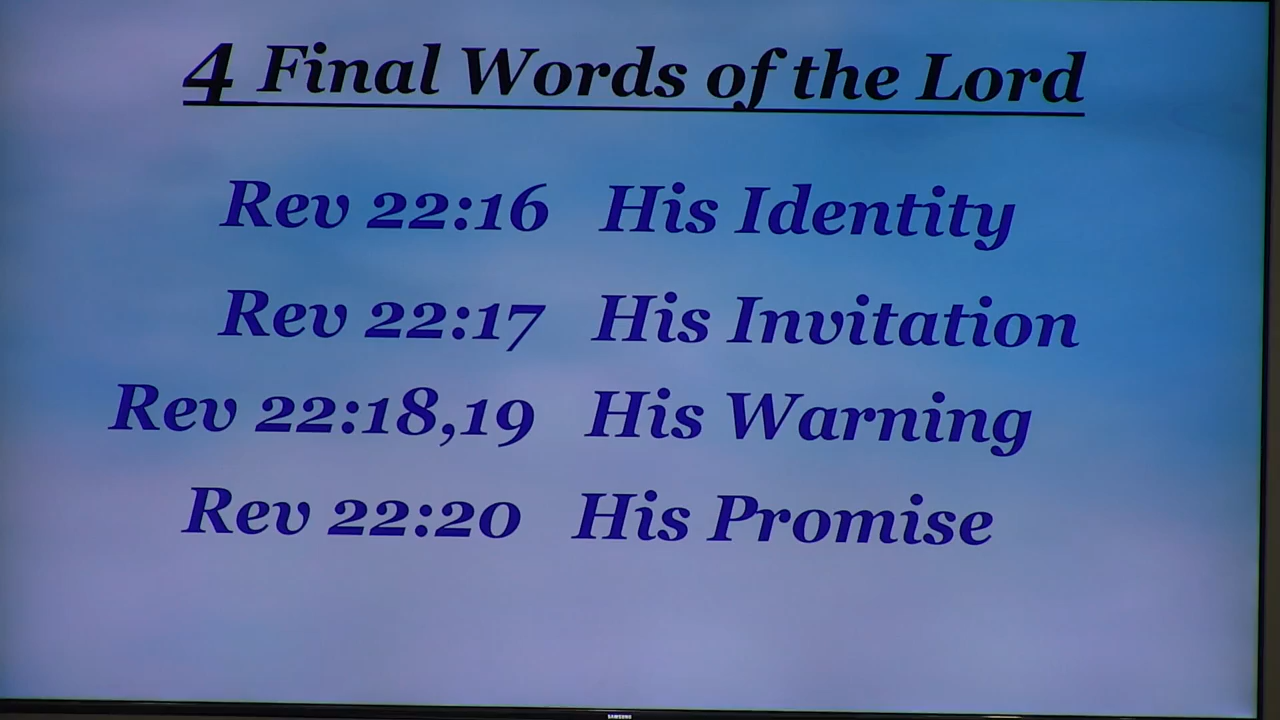 4 Final Words of the Lord
Rev 22:16 His Identity
Rev 22:17 His Invitation
Rev 22:18,19 His Warning
Rev 22:20 His Promise
SAMSUNG